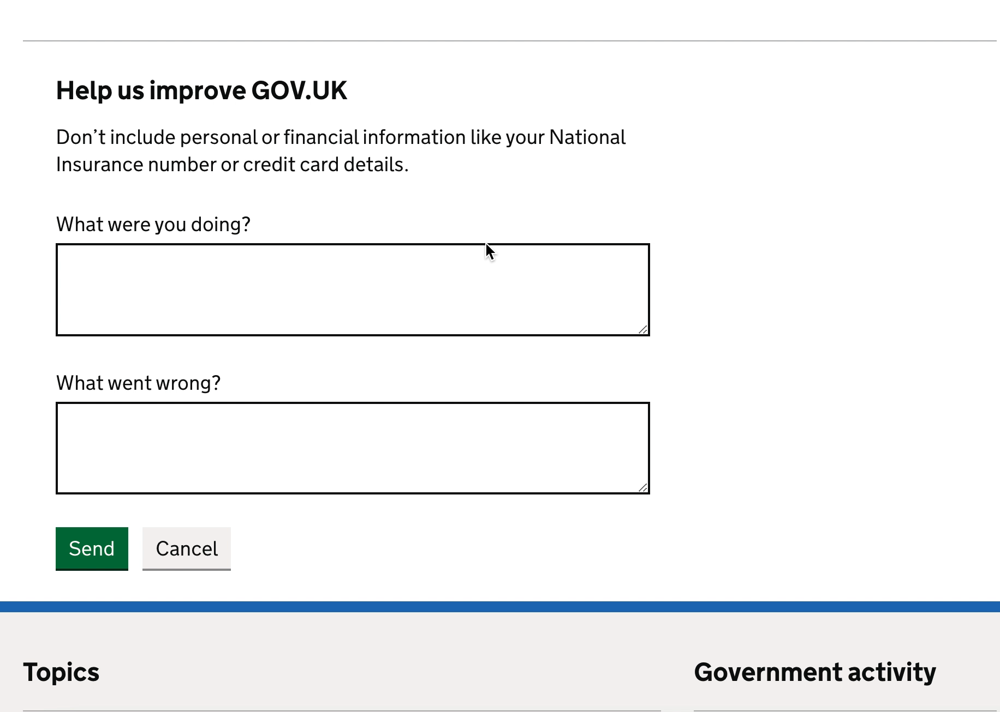 Help us improve GOV.UK
Don’t include personal or financial information like your National
Insurance number or credit card details.
What were you doing?
What went wrong?
Send
Cancel
Topics
Government activity